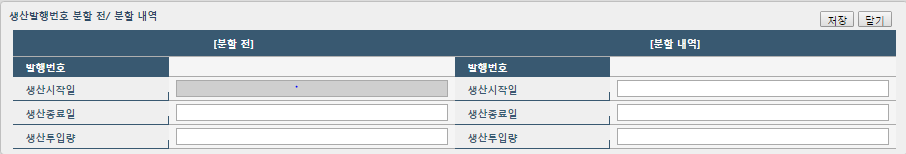 생산발행번호 분할 전/ 분할 내역
저장 닫기
[분할 전] [분할 내역]
발행번호 발행번호
생산시작일 생산시작일
생산종료일 생산종료일
생산투입량 생산투입량